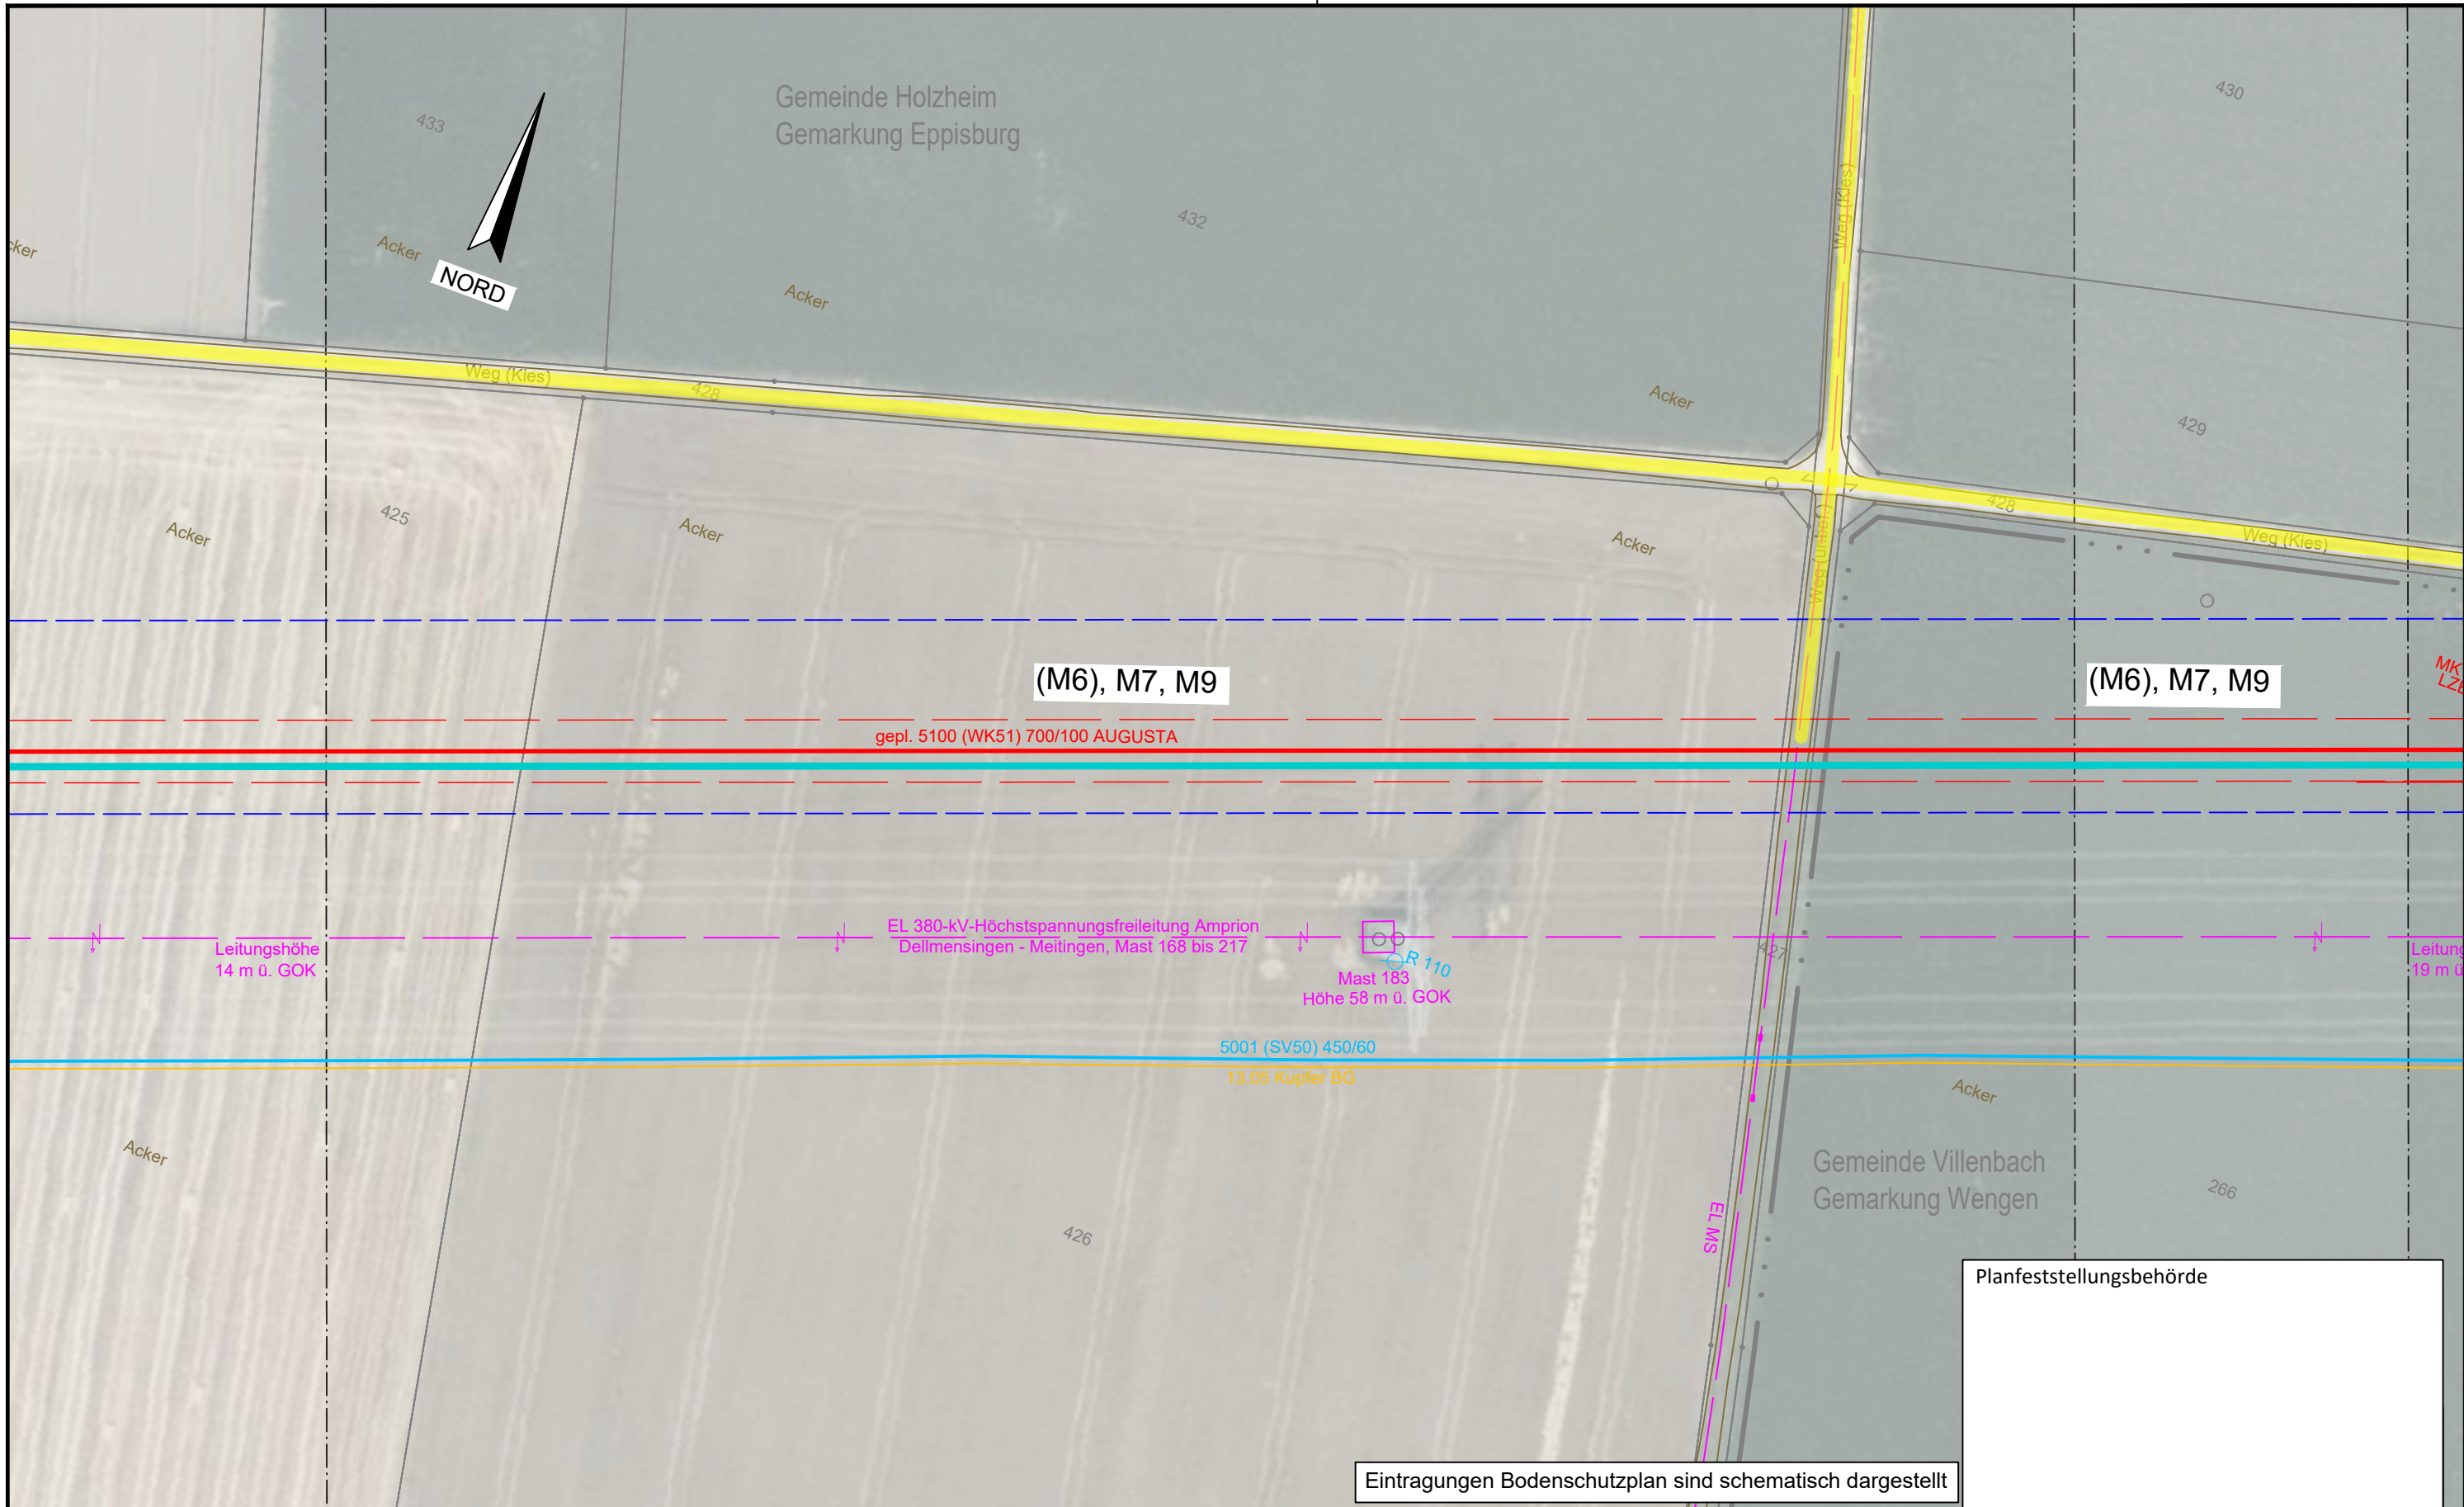 Gemeinde Holzheim
Gemarkung Eppisburg
430
433
432
Weg (Kies)
Acker
Acker
NORD
Acker
Weg (Kies)
428
Acker
429
428
Weg (Kies)
425
Acker
Acker
Acker
Weg (unbef.)
(M6), M7, M9
(M6), M7, M9
gepl. 5100 (WK51) 700/100 AUGUSTA
EL 380-kV-Höchstspannungsfreileitung Amprion
Dellmensingen - Meitingen, Mast 168 bis 217
Leitungshöhe
14 m ü. GOK
427
R 110
Mast 183
Höhe 58 m ü. GOK
19 m ü
5001 (SV50) 450/60
13.05 Kupfer BG
Acker
Acker
Gemeinde Villenbach
Gemarkung Wengen
266
426
EL MS
Planfeststellungsbehörde
Eintragungen Bodenschutzplan sind schematisch dargestellt